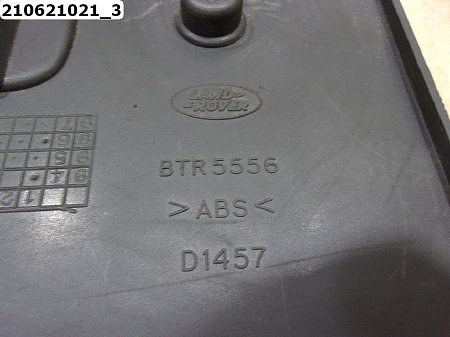 210621021_3
LAND-
ROVER
BTR5556
>ABS<
D1457